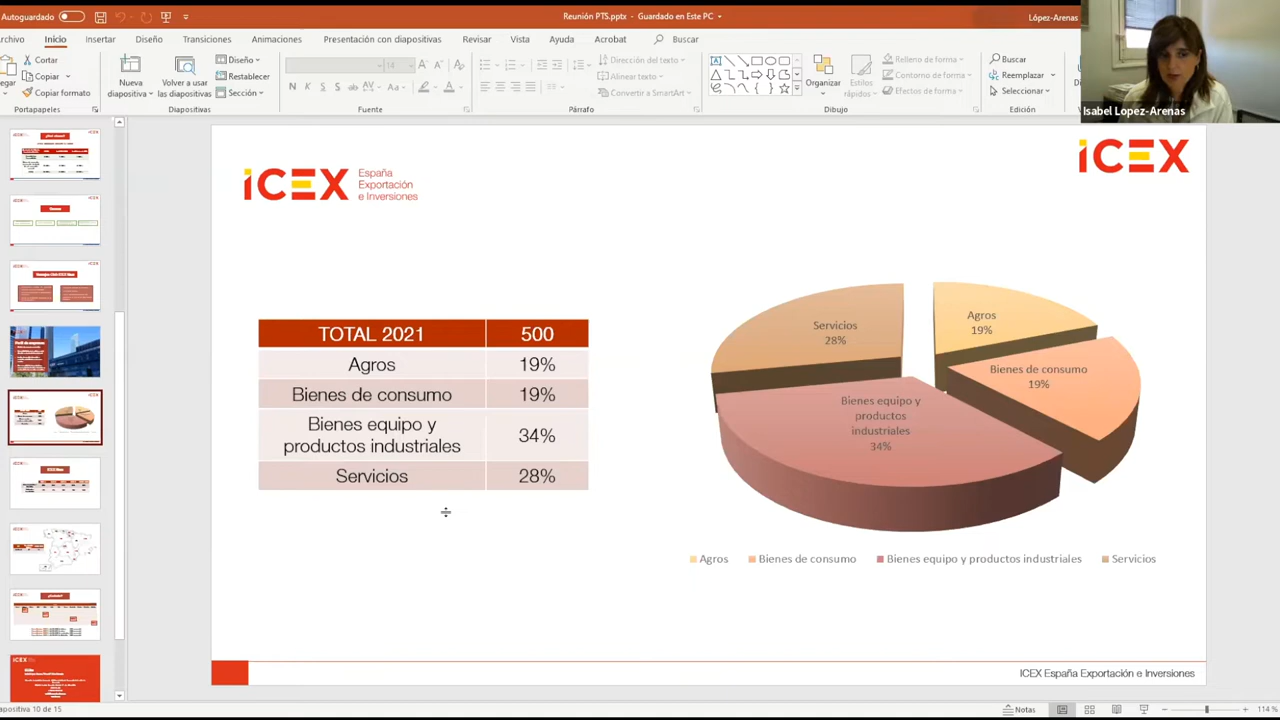 Autoguardado
Reunión PTS.pptx - Guardado en Este PC
López-Arenas
Archivo Inicio Insertar Diseño Transiciones Animaciones Presentación con diapositivas Revisar Vista Ayuda Acrobat Buscar
Cortar
Copiar
Copiar formato
Portapapeles
Nueva diapositiva
Volver a usar las diapositivas
Diseño
Restablecer
Sección
Diapositivas
14
N K S
Fuente
Dirección del texto
Alinear texto
Convertir a SmartArt
Párrafo
Organizar
Estilos rápidos
Relleno de forma
Contorno de forma
Efectos de forma
Dibujo
Buscar
Reemplazar
Seleccionar
Edición
Isabel Lopez-Arenas
iCEX España
Exportación
e Inversiones
iCEX
TOTAL 2021 500
Agros 19%
Bienes de consumo 19%
Bienes equipo y
productos industriales 34%
Servicios 28%
Servicios
28%
Agros
19%
Bienes de consumo
19%
Bienes equipo y
productos
industriales
34%
Agros Bienes de consumo Bienes equipo y productos industriales Servicios
ICEX España Exportación e Inversiones
apositiva 10 de 15
Notas
114 %